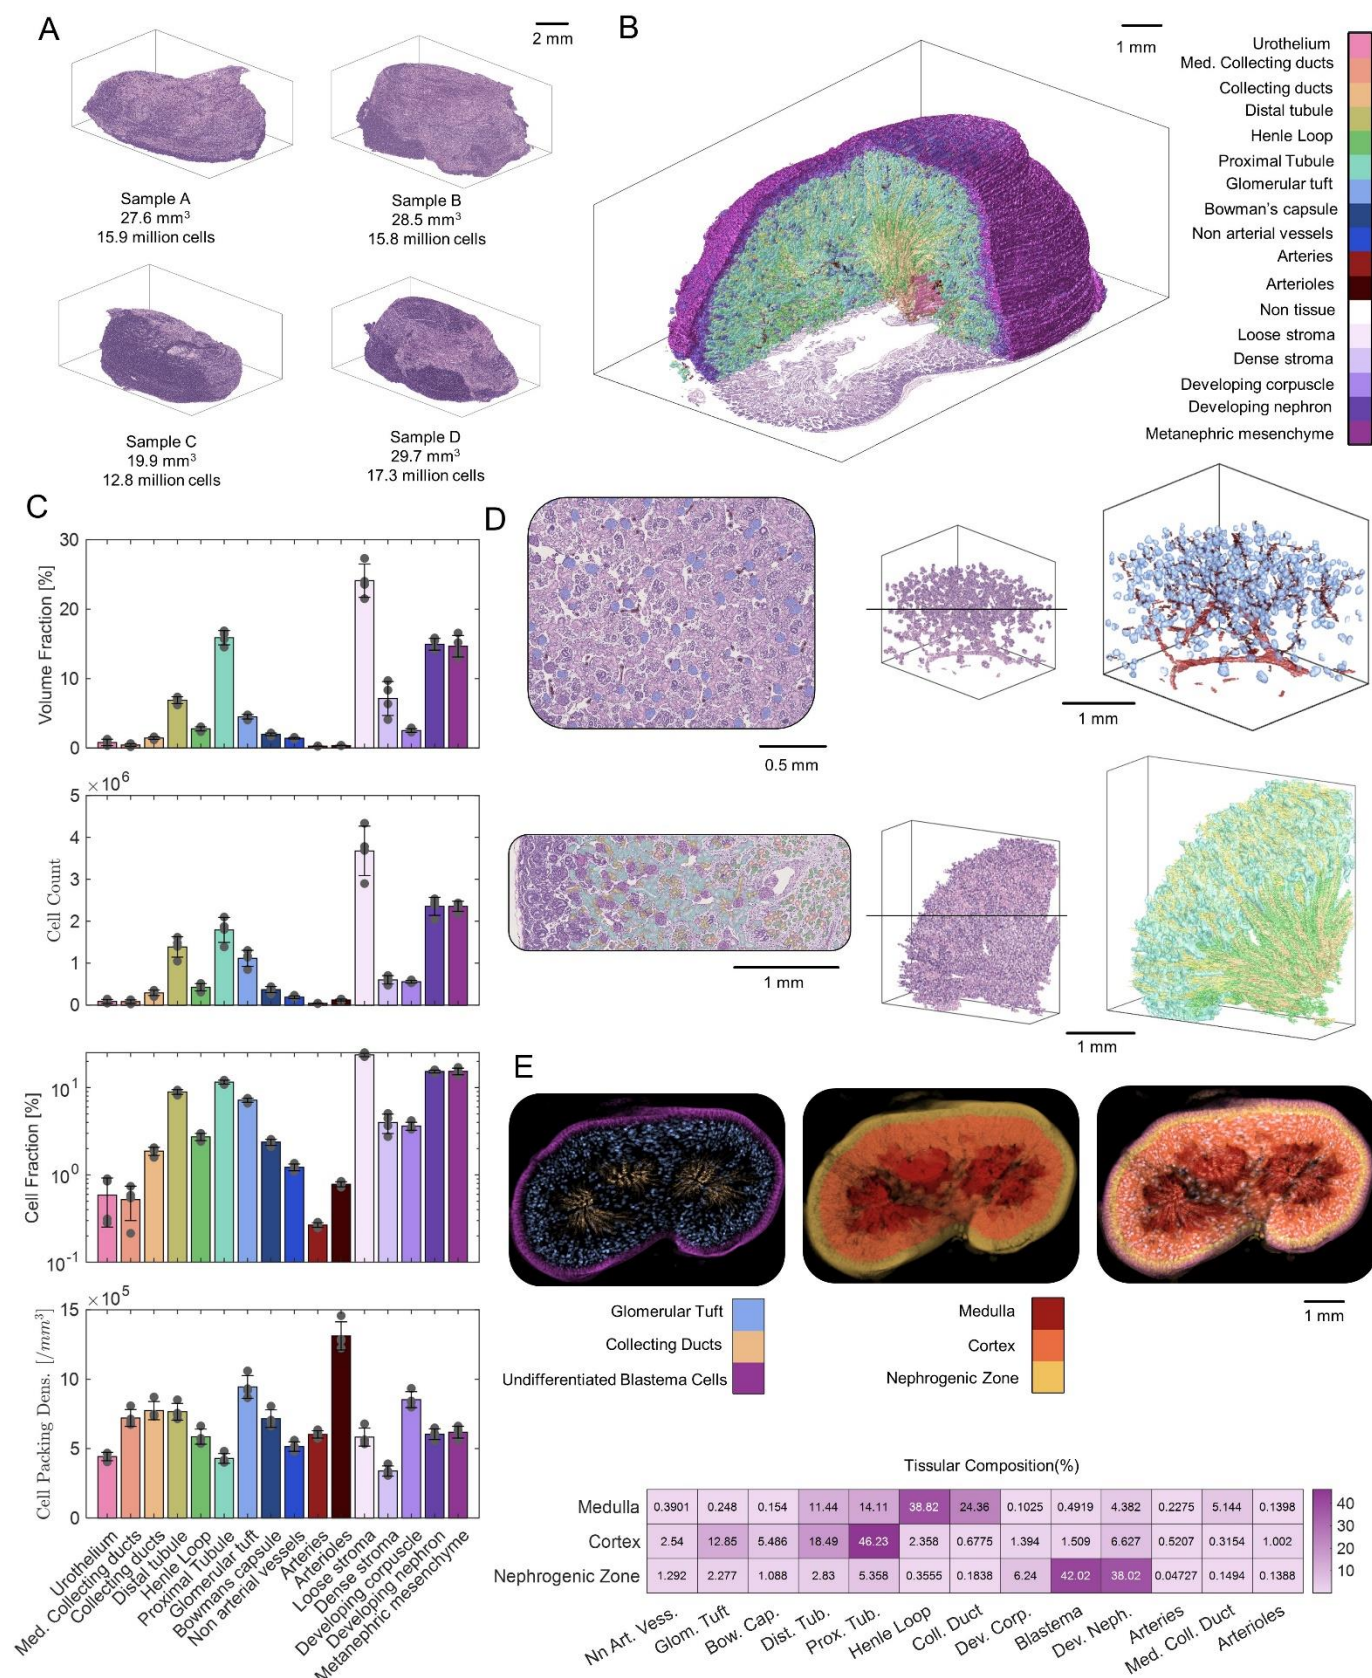 A
2 mm
Sample A
27.6 mm³
15.9 million cells
Sample B
28.5 mm³
15.8 million cells
Sample C
19.9 mm³
12.8 million cells
Sample D
29.7 mm³
17.3 million cells
B
1 mm
Urothelium
Med. Collecting ducts
Collecting ducts
Distal tubule
Henle Loop
Proximal Tubule
Glomerular tuft
Bowman's capsule
Non arterial vessels
Arteries
Arterioles
Non tissue
Loose stroma
Dense stroma
Developing corpuscle
Developing nephron
Metanephric mesenchyme
C
Volume Fraction [%]
30
20
10
0
×10⁶
Cell Count
5
4
3
2
1
0
Cell Fraction [%]
10¹
10⁰
10⁻¹
×10⁵
Cell Packing Dens. [/mm³]
15
10
5
0
Urothelium
Med. Collecting ducts
Collecting ducts
Distal tubule
Henle Loop
Proximal Tubule
Glomerular tuft
Bowmans capsule
Non arterial vessels
Arteries
Arterioles
Loose stroma
Dense stroma
Developing corpuscle
Developing nephron
Metanephric mesenchyme
D
0.5 mm
1 mm
1 mm
1 mm
E
Glomerular Tuft
Collecting Ducts
Undifferentiated Blastema Cells
Medulla
Cortex
Nephrogenic Zone
1 mm
Tissular Composition(%)
Medulla 0.3901 0.248 0.154 11.44 14.11 38.82 24.36 0.1025 0.4919 4.382 0.2275 5.144 0.1398
Cortex 2.54 12.85 5.486 18.49 46.23 2.358 0.6775 1.394 1.509 6.627 0.5207 0.3154 1.002
Nephrogenic Zone 1.292 2.277 1.088 2.83 5.358 0.3555 0.1838 6.24 42.02 38.02 0.04727 0.1494 0.1388
Nn Art. Vess.
Glom. Tuft
Bow. Cap.
Dist. Tub.
Prox. Tub.
Henle Loop
Coll. Duct
Dev. Corp.
Blastema
Dev. Neph.
Arteries
Med. Coll. Duct
Arterioles
40
30
20
10